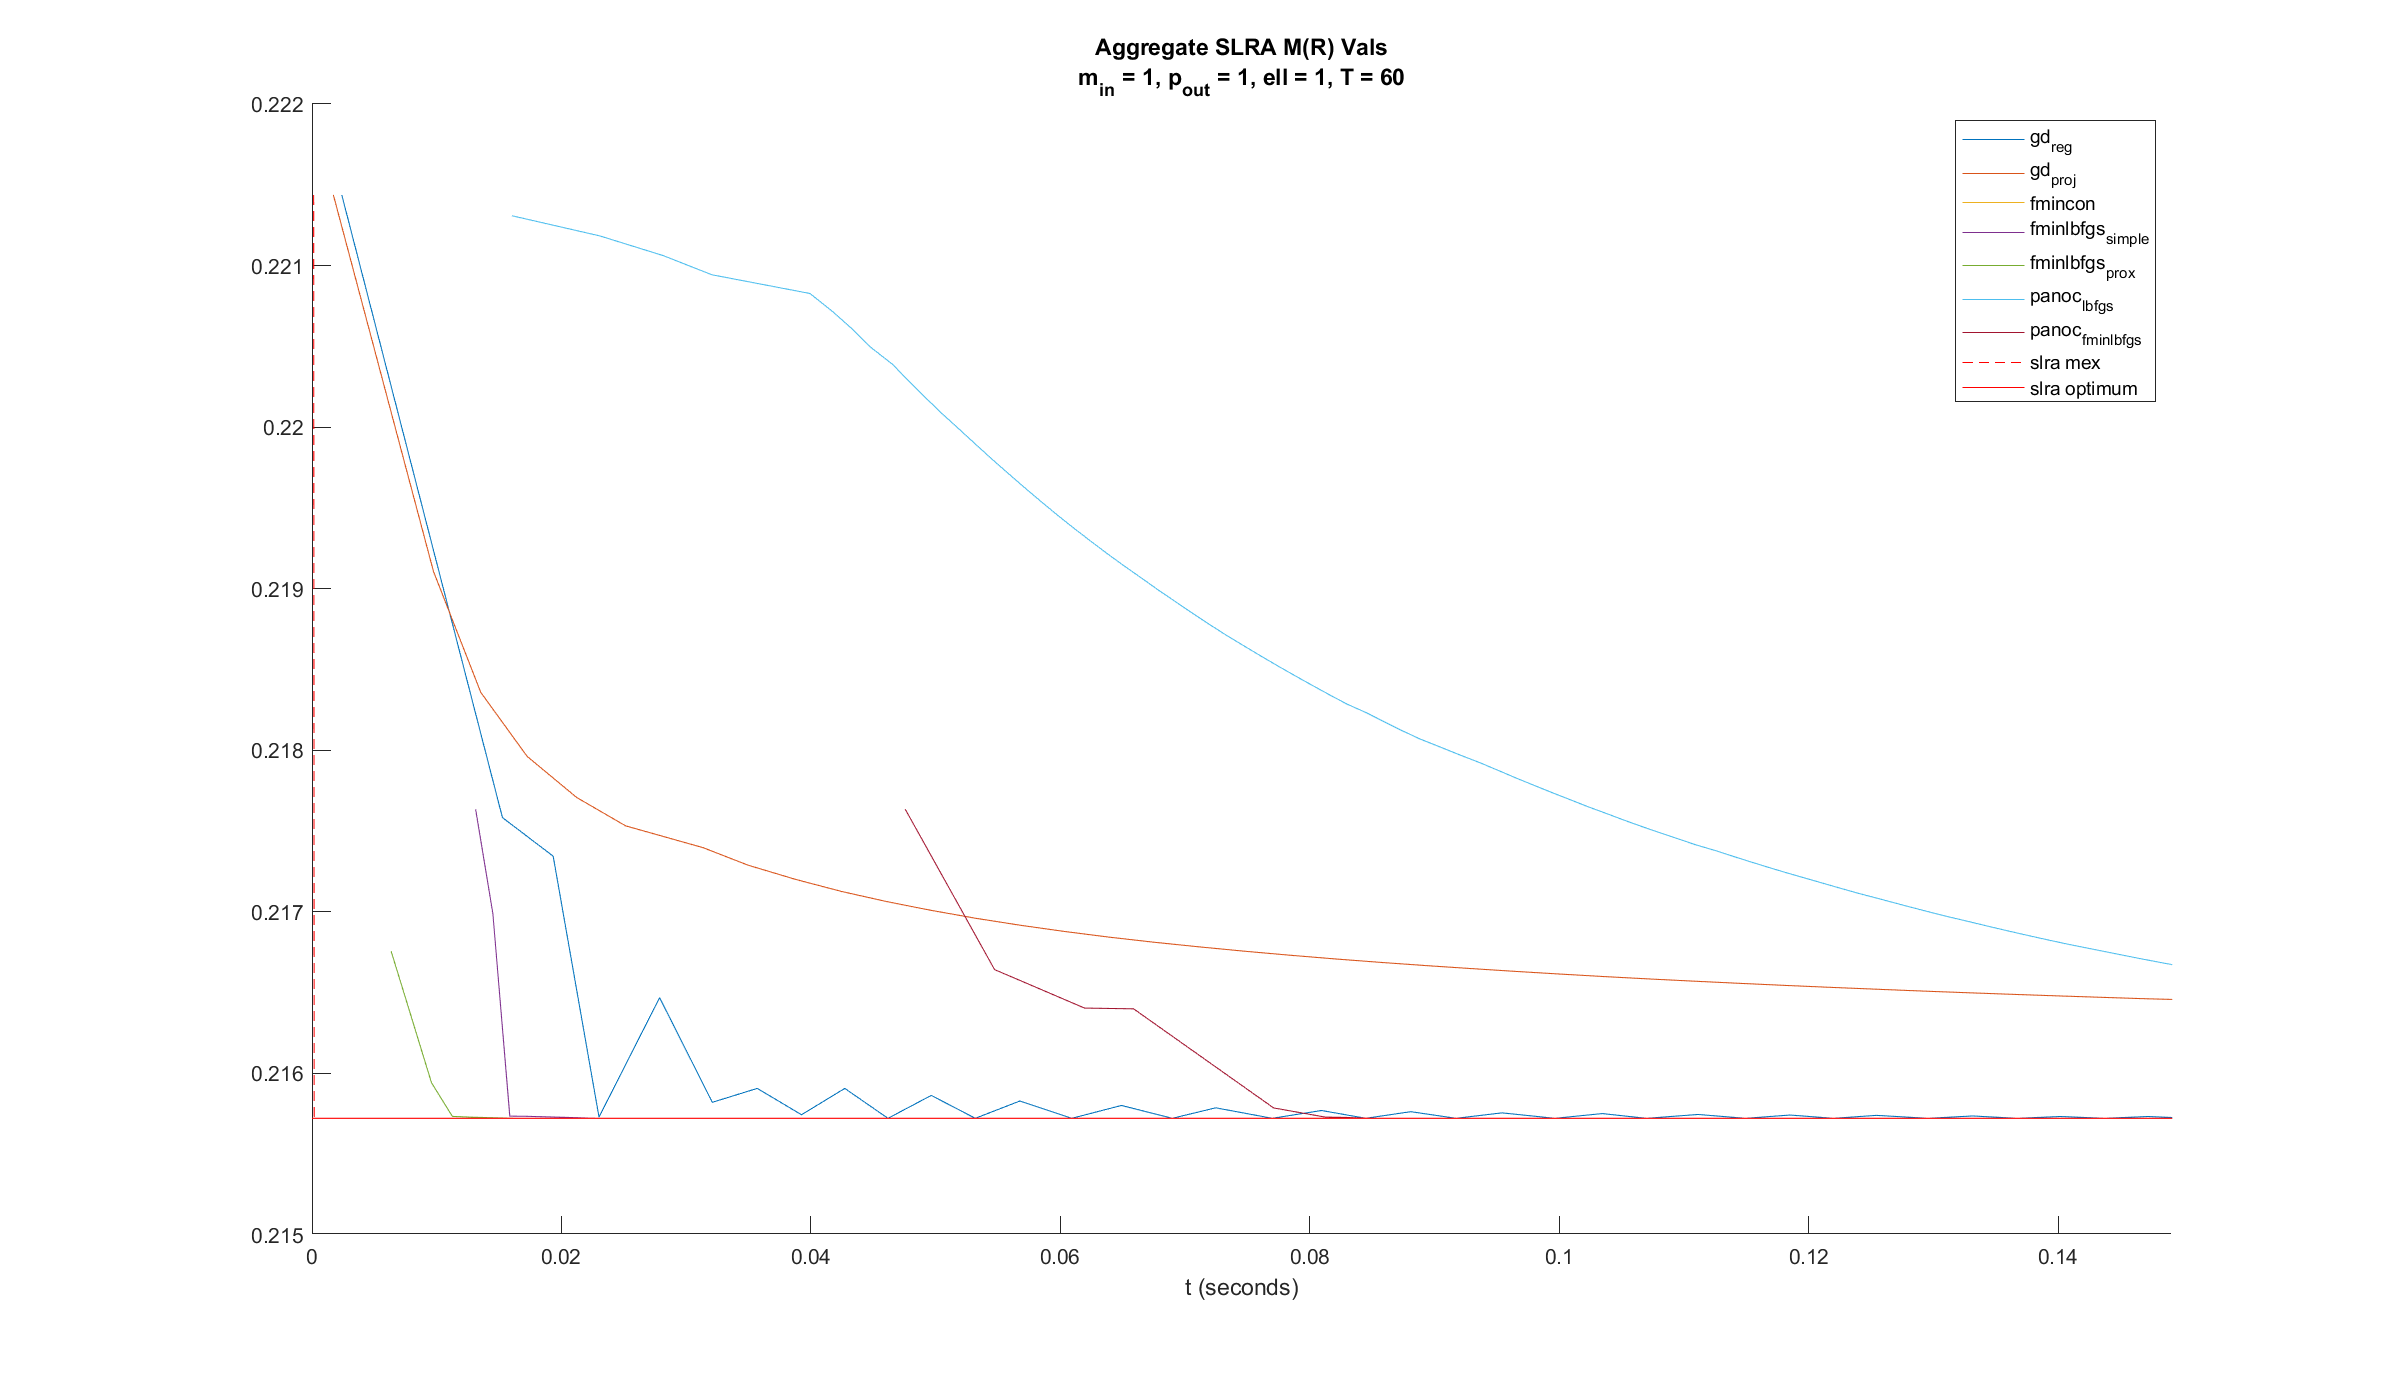 Aggregate SLRA M(R) Vals
m_in = 1, p_out = 1, ell = 1, T = 60
0.222
0.221
0.22
0.219
0.218
0.217
0.216
0.215
0 0.02 0.04 0.06 0.08 0.1 0.12 0.14
t (seconds)
gd_reg
gd_proj
fmincon
fminlbfgs_simple
fminlbfgs_prox
panoc_lbfgs
panoc_fminlbfgs
slra mex
slra optimum